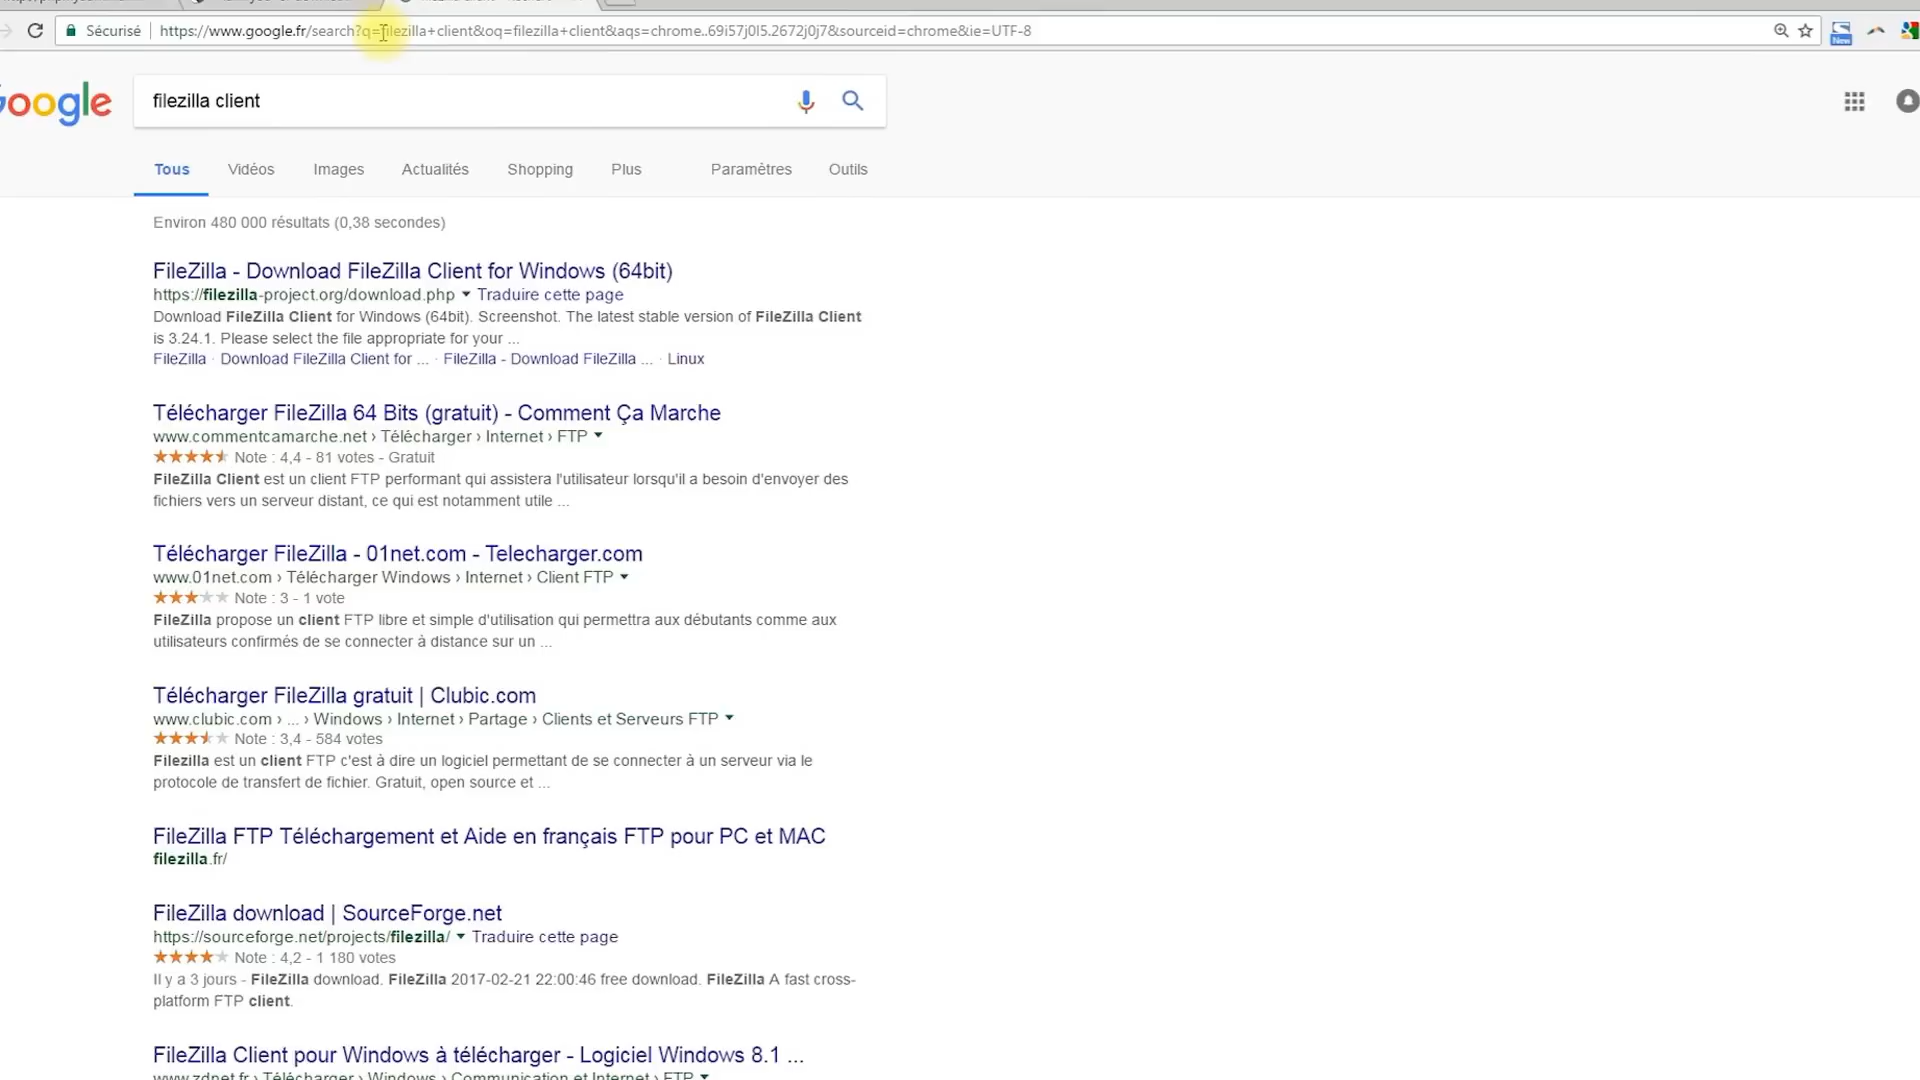 Sécurisé https://www.google.fr/search?q=filezilla+client&oq=filezilla+client&aqs=chrome..69i57j0l5.2672j0j7&sourceid=chrome&ie=UTF-8
New
Google
filezilla client
Tous Vidéos Images Actualités Shopping Plus Paramètres Outils
Environ 480 000 résultats (0,38 secondes)
FileZilla - Download FileZilla Client for Windows (64bit)
https://filezilla-project.org/download.php Traduire cette page
Download FileZilla Client for Windows (64bit). Screenshot. The latest stable version of FileZilla Client
is 3.24.1. Please select the file appropriate for your ...
FileZilla · Download FileZilla Client for ... · FileZilla - Download FileZilla ... · Linux
Télécharger FileZilla 64 Bits (gratuit) - Comment Ça Marche
www.commentcamarche.net › Télécharger › Internet › FTP
Note : 4,4 - 81 votes - Gratuit
FileZilla Client est un client FTP performant qui assistera l'utilisateur lorsqu'il a besoin d'envoyer des
fichiers vers un serveur distant, ce qui est notamment utile ...
Télécharger FileZilla - 01net.com - Telecharger.com
www.01net.com › Télécharger Windows › Internet › Client FTP
Note : 3 - 1 vote
FileZilla propose un client FTP libre et simple d'utilisation qui permettra aux débutants comme aux
utilisateurs confirmés de se connecter à distance sur un ...
Télécharger FileZilla gratuit | Clubic.com
www.clubic.com › ... › Windows › Internet › Partage › Clients et Serveurs FTP
Note : 3,4 - 584 votes
Filezilla est un client FTP c'est à dire un logiciel permettant de se connecter à un serveur via le
protocole de transfert de fichier. Gratuit, open source et ...
FileZilla FTP Téléchargement et Aide en français FTP pour PC et MAC
filezilla.fr/
FileZilla download | SourceForge.net
https://sourceforge.net/projects/filezilla/ Traduire cette page
Note : 4,2 - 1 180 votes
Il y a 3 jours - FileZilla download. FileZilla 2017-02-21 22:00:46 free download. FileZilla A fast cross-
platform FTP client.
FileZilla Client pour Windows à télécharger - Logiciel Windows 8.1 ...
www.zdnet.fr › Télécharger › Windows › Communication et Internet › FTP